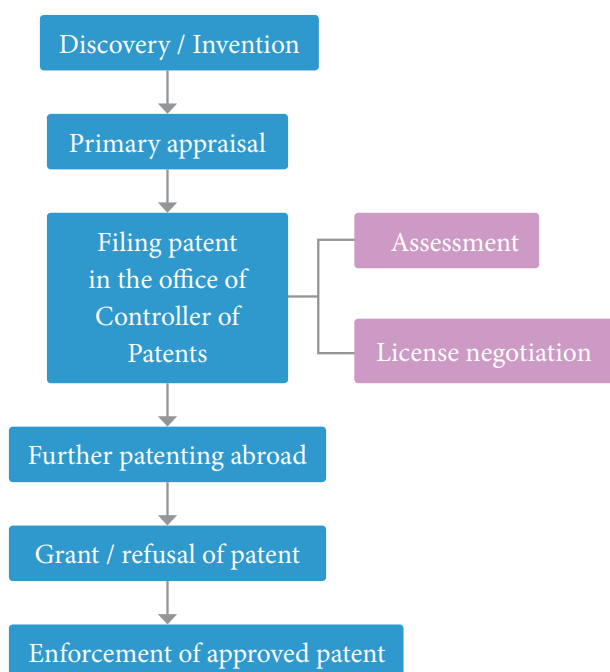 Discovery / Invention
Primary appraisal
Filing patent
in the office of
Controller of
Patents
Assessment
License negotiation
Further patenting abroad
Grant / refusal of patent
Enforcement of approved patent